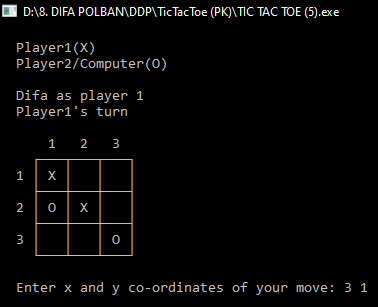 D:\8. DIFA POLBAN\DDP\TicTacToe (PK)\TIC TAC TOE (5).exe
Player1(X)
Player2/Computer(O)
Difa as player 1
Player1's turn
1 2 3
1 X
2 O X
3 O
Enter x and y co-ordinates of your move: 3 1